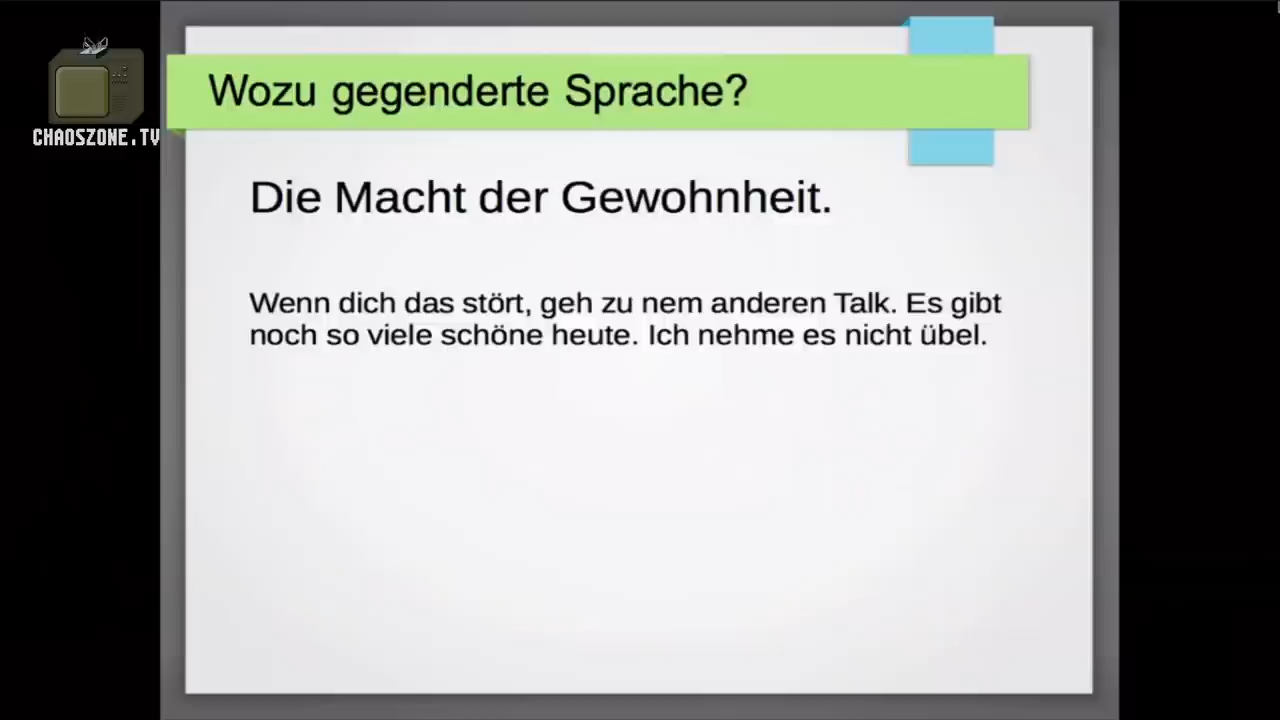 CHAOSZONE.TV
Wozu gegenderte Sprache?
Die Macht der Gewohnheit.
Wenn dich das stört, geh zu nem anderen Talk. Es gibt
noch so viele schöne heute. Ich nehme es nicht übel.